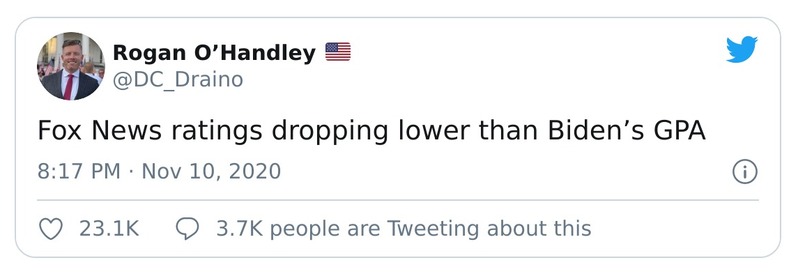 Rogan O’Handley 🇺🇸
@DC_Draino
Fox News ratings dropping lower than Biden’s GPA
8:17 PM · Nov 10, 2020
23.1K 3.7K people are Tweeting about this